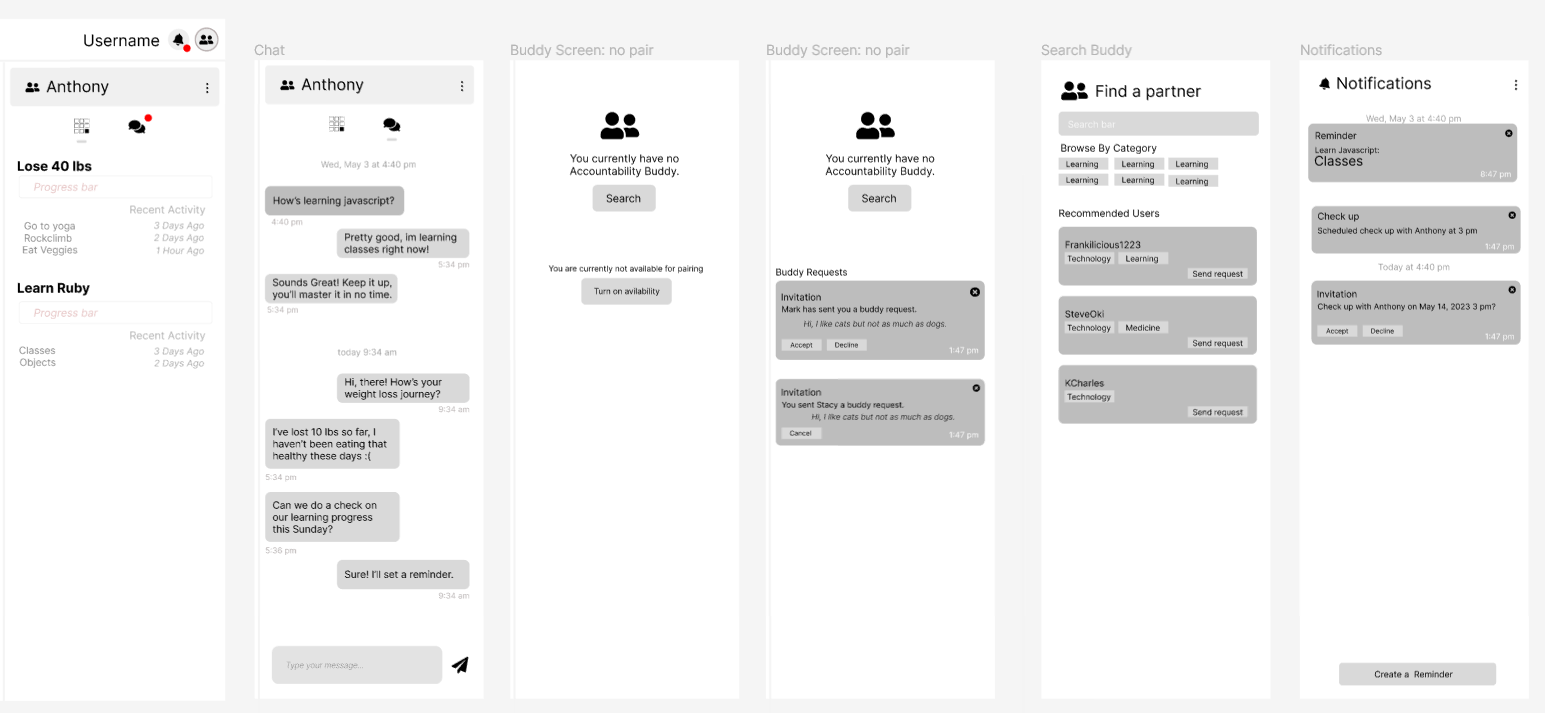 Username
Anthony
Lose 40 lbs
Progress bar
Recent Activity
Go to yoga 3 Days Ago
Rockclimb 2 Days Ago
Eat Veggies 1 Hour Ago
Learn Ruby
Progress bar
Recent Activity
Classes 3 Days Ago
Objects 2 Days Ago
Chat
Anthony
Wed, May 3 at 4:40 pm
How's learning javascript?
4:40 pm
Pretty good, im learning
classes right now!
5:34 pm
Sounds Great! Keep it up,
you'll master it in no time.
5:34 pm
today 9:34 am
Hi, there! How's your
weight loss journey?
9:34 am
I've lost 10 lbs so far, I
haven't been eating that
healthy these days :(
5:34 pm
Can we do a check on
our learning progress
this Sunday?
5:36 pm
Sure! I'll set a reminder.
9:34 am
Type your message...
Buddy Screen: no pair
You currently have no
Accountability Buddy.
Search
You are currently not available for pairing
Turn on avilability
Buddy Screen: no pair
You currently have no
Accountability Buddy.
Search
Buddy Requests
Invitation
Mark has sent you a buddy request.
Hi, I like cats but not as much as dogs.
Accept Decline
1:47 pm
Invitation
You sent Stacy a buddy request.
Hi, I like cats but not as much as dogs.
Cancel
1:47 pm
Search Buddy
Find a partner
Search bar
Browse By Category
Learning Learning Learning
Learning Learning Learning
Recommended Users
Frankilicious1223
Technology Learning
Send request
SteveOki
Technology Medicine
Send request
KCharles
Technology
Send request
Notifications
Notifications
Wed, May 3 at 4:40 pm
Reminder
Learn Javascript:
Classes
6:47 pm
Check up
Scheduled check up with Anthony at 3 pm
1:47 pm
Today at 4:40 pm
Invitation
Check up with Anthony on May 14, 2023 3 pm?
Accept Decline
1:47 pm
Create a Reminder